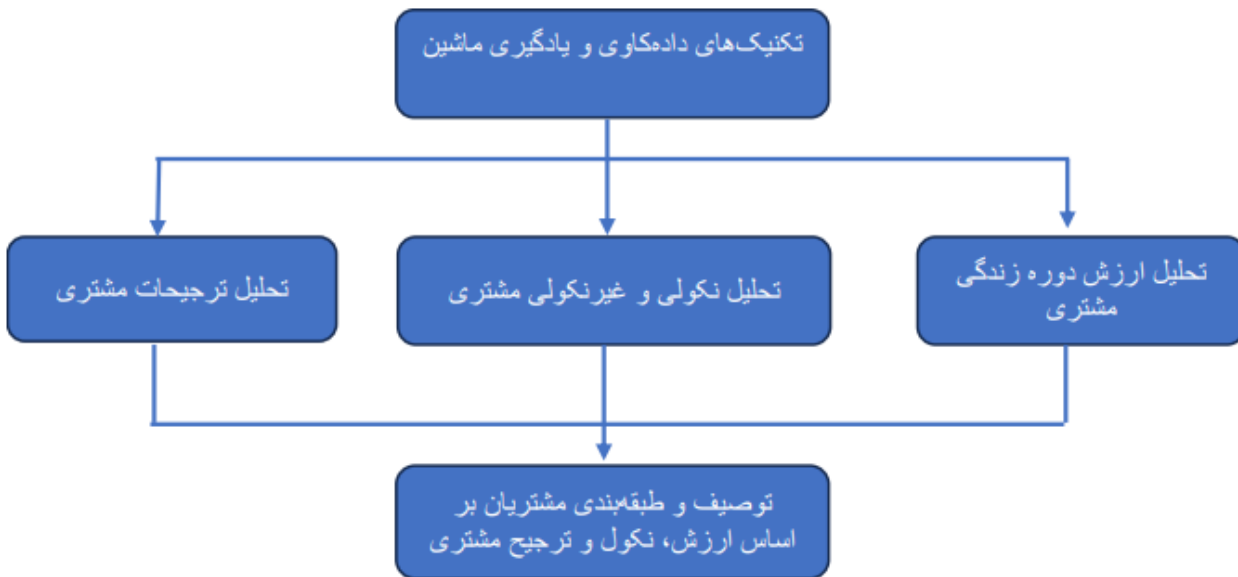 تکنیک‌های داده‌کاوی و یادگیری ماشین
تحلیل ارزش دوره زندگی
مشتری
تحلیل نکولی و غیرنکولی مشتری
تحلیل ترجیحات مشتری
توصیف و طبقه‌بندی مشتریان بر
اساس ارزش، نکول و ترجیح مشتری